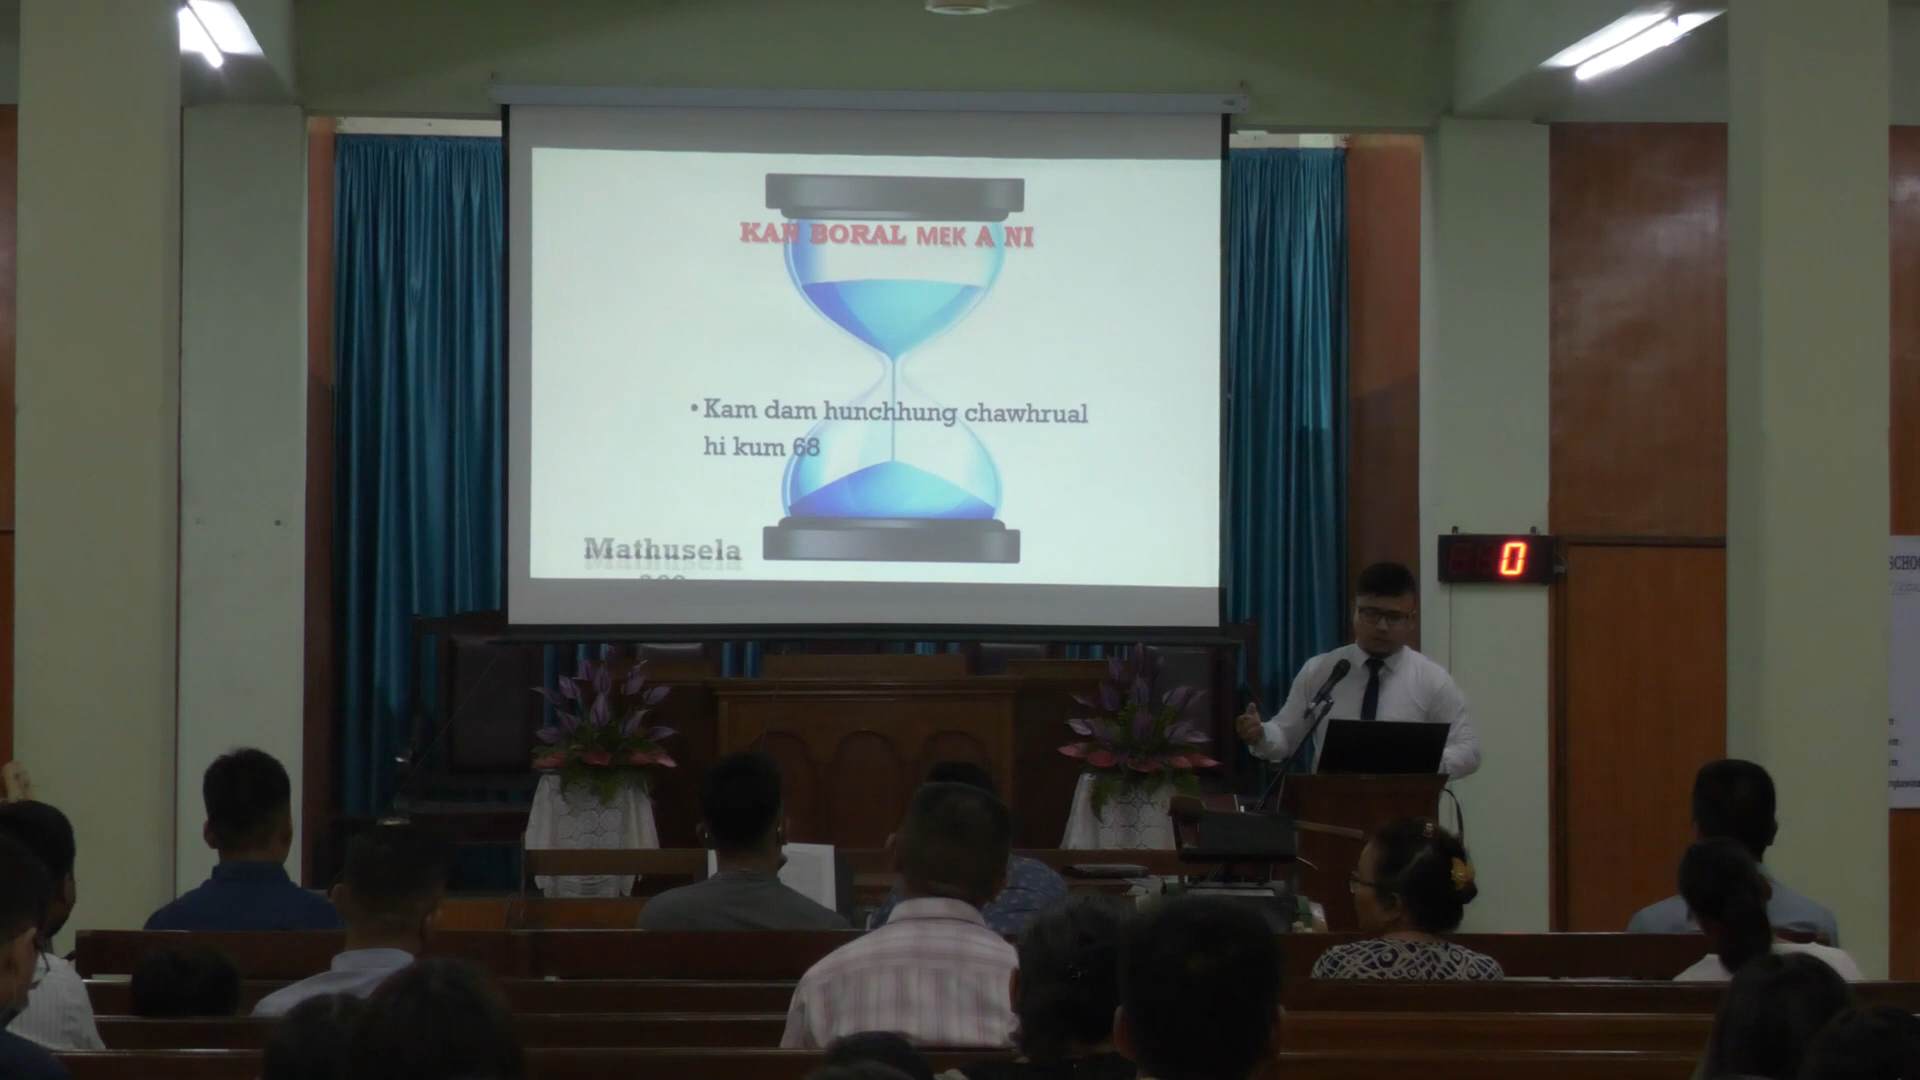 KAN BORAL MEK A NI
• Kam dam hunchhung chawhrual
hi kum 68
Mathusela
0